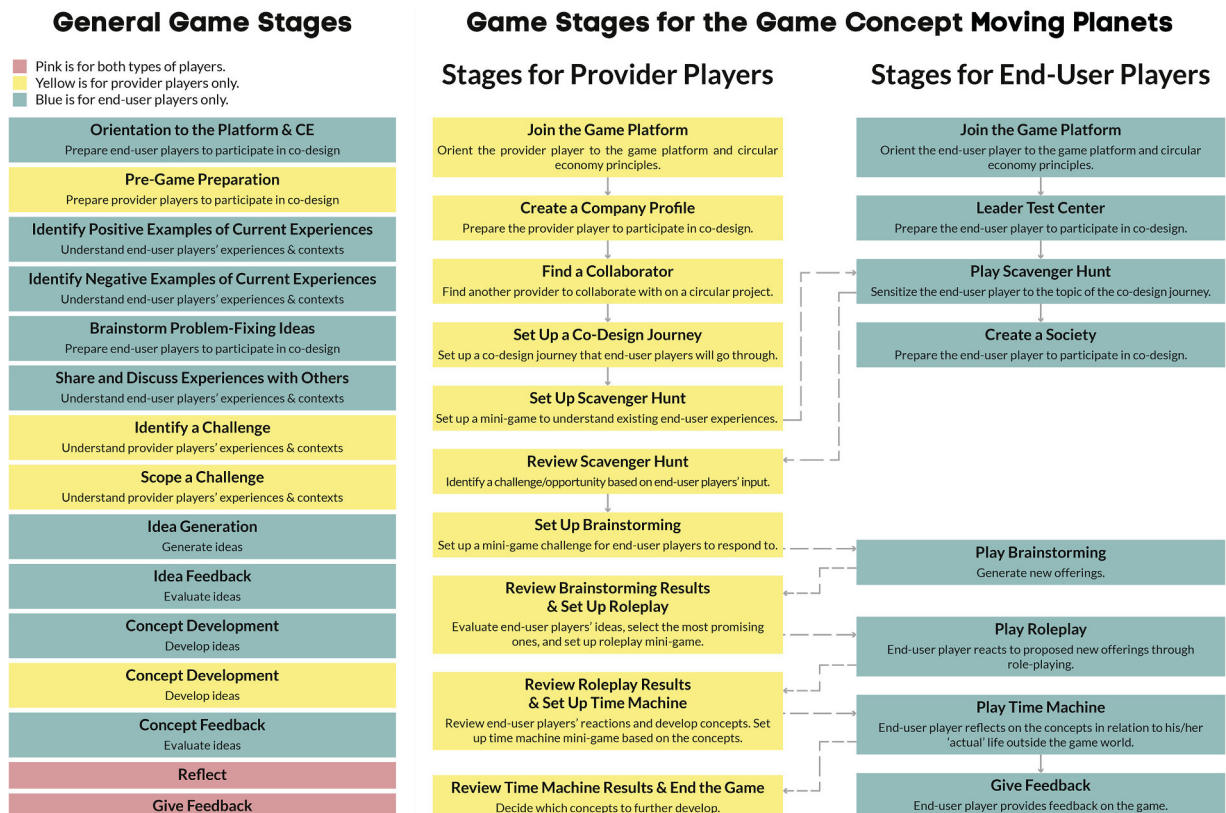 General Game Stages
Pink is for both types of players.
Yellow is for provider players only.
Blue is for end-user players only.
Orientation to the Platform & CE
Prepare end-user players to participate in co-design
Pre-Game Preparation
Prepare provider players to participate in co-design
Identify Positive Examples of Current Experiences
Understand end-user players' experiences & contexts
Identify Negative Examples of Current Experiences
Understand end-user players' experiences & contexts
Brainstorm Problem-Fixing Ideas
Prepare end-user players to participate in co-design
Share and Discuss Experiences with Others
Understand end-user players' experiences & contexts
Identify a Challenge
Understand provider players' experiences & contexts
Scope a Challenge
Understand provider players' experiences & contexts
Idea Generation
Generate ideas
Idea Feedback
Evaluate ideas
Concept Development
Develop ideas
Concept Development
Develop ideas
Concept Feedback
Evaluate ideas
Reflect
Give Feedback
Game Stages for the Game Concept Moving Planets
Stages for Provider Players
Join the Game Platform
Orient the provider player to the game platform and circular
economy principles.
Create a Company Profile
Prepare the provider player to participate in co-design.
Find a Collaborator
Find another provider to collaborate with on a circular project.
Set Up a Co-Design Journey
Set up a co-design journey that end-user players will go through.
Set Up Scavenger Hunt
Set up a mini-game to understand existing end-user experiences.
Review Scavenger Hunt
Identify a challenge/opportunity based on end-user players' input.
Set Up Brainstorming
Set up a mini-game challenge for end-user players to respond to.
Review Brainstorming Results
& Set Up Roleplay
Evaluate end-user players' ideas, select the most promising
ones, and set up roleplay mini-game.
Review Roleplay Results
& Set Up Time Machine
Review end-user players' reactions and develop concepts. Set
up time machine mini-game based on the concepts.
Review Time Machine Results & End the Game
Decide which concepts to further develop.
Stages for End-User Players
Join the Game Platform
Orient the end-user player to the game platform and circular
economy principles.
Leader Test Center
Prepare the end-user player to participate in co-design.
Play Scavenger Hunt
Sensitize the end-user player to the topic of the co-design journey.
Create a Society
Prepare the end-user player to participate in co-design.
Play Brainstorming
Generate new offerings.
Play Roleplay
End-user player reacts to proposed new offerings through
role-playing.
Play Time Machine
End-user player reflects on the concepts in relation to his/her
'actual' life outside the game world.
Give Feedback
End-user player provides feedback on the game.